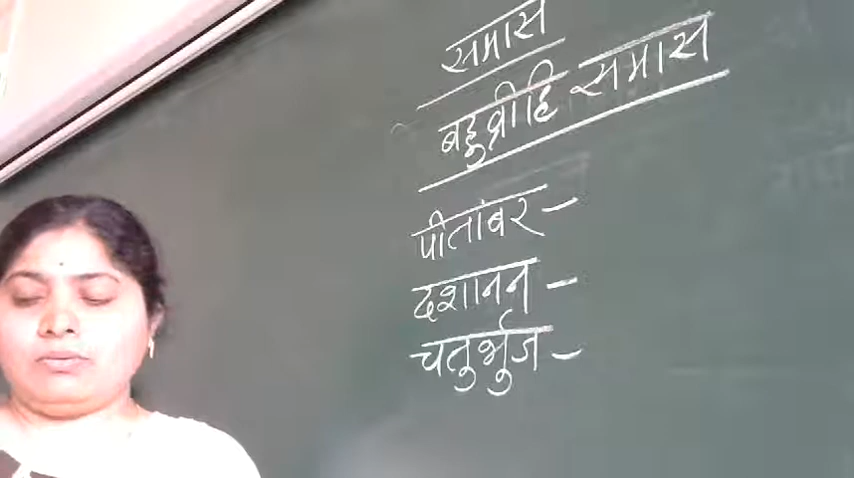 समास
बहुव्रीहि समास
पीतांबर –
दशानन –
चतुर्भुज –